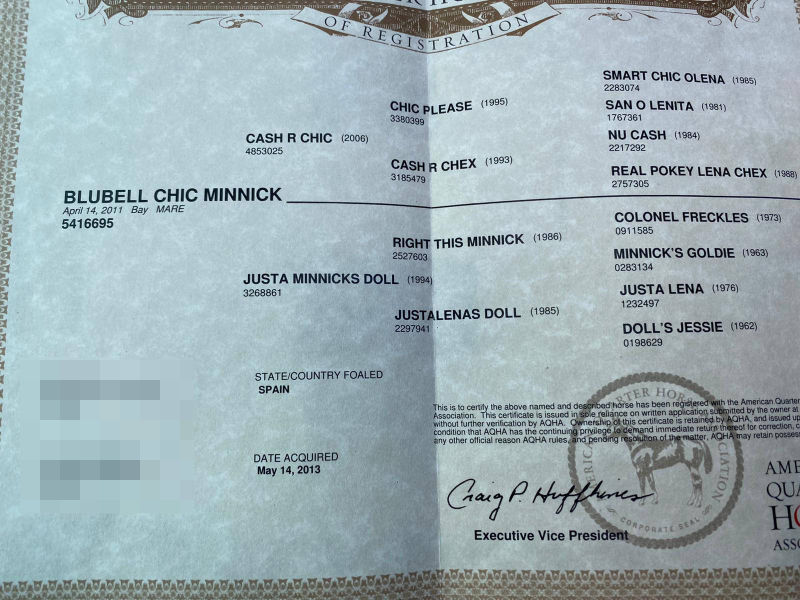 OF REGISTRATION
SMART CHIC OLENA (1985)
2283074
CHIC PLEASE (1995)
3380399
SAN O LENITA (1981)
1767361
CASH R CHIC (2006)
4853025
NU CASH (1984)
2217292
CASH R CHEX (1993)
3185479
REAL POKEY LENA CHEX (1988)
2757305
BLUBELL CHIC MINNICK
April 14, 2011 Bay MARE
5416695
COLONEL FRECKLES (1973)
0911585
RIGHT THIS MINNICK (1986)
2527603
MINNICK'S GOLDIE (1963)
0283134
JUSTA MINNICKS DOLL (1994)
3268861
JUSTA LENA (1976)
1232497
JUSTALENAS DOLL (1985)
2297941
DOLL'S JESSIE (1962)
0198629
STATE/COUNTRY FOALED
SPAIN
DATE ACQUIRED
May 14, 2013
This is to certify the above named and described horse has been registered with the American Quarter
Association. This certificate is issued in sole reliance on written application submitted by the owner at
without further verification by AQHA. Ownership of this certificate is retained by AQHA, and issued up
condition that AQHA has the continuing privilege to demand immediate return thereof for correction, c
any other official reason AQHA rules, and pending resolution of the matter, AQHA may retain possess
Craig P. Huffhines
Executive Vice President
CORPORATE SEAL
AME
QUA
HO
ASSO